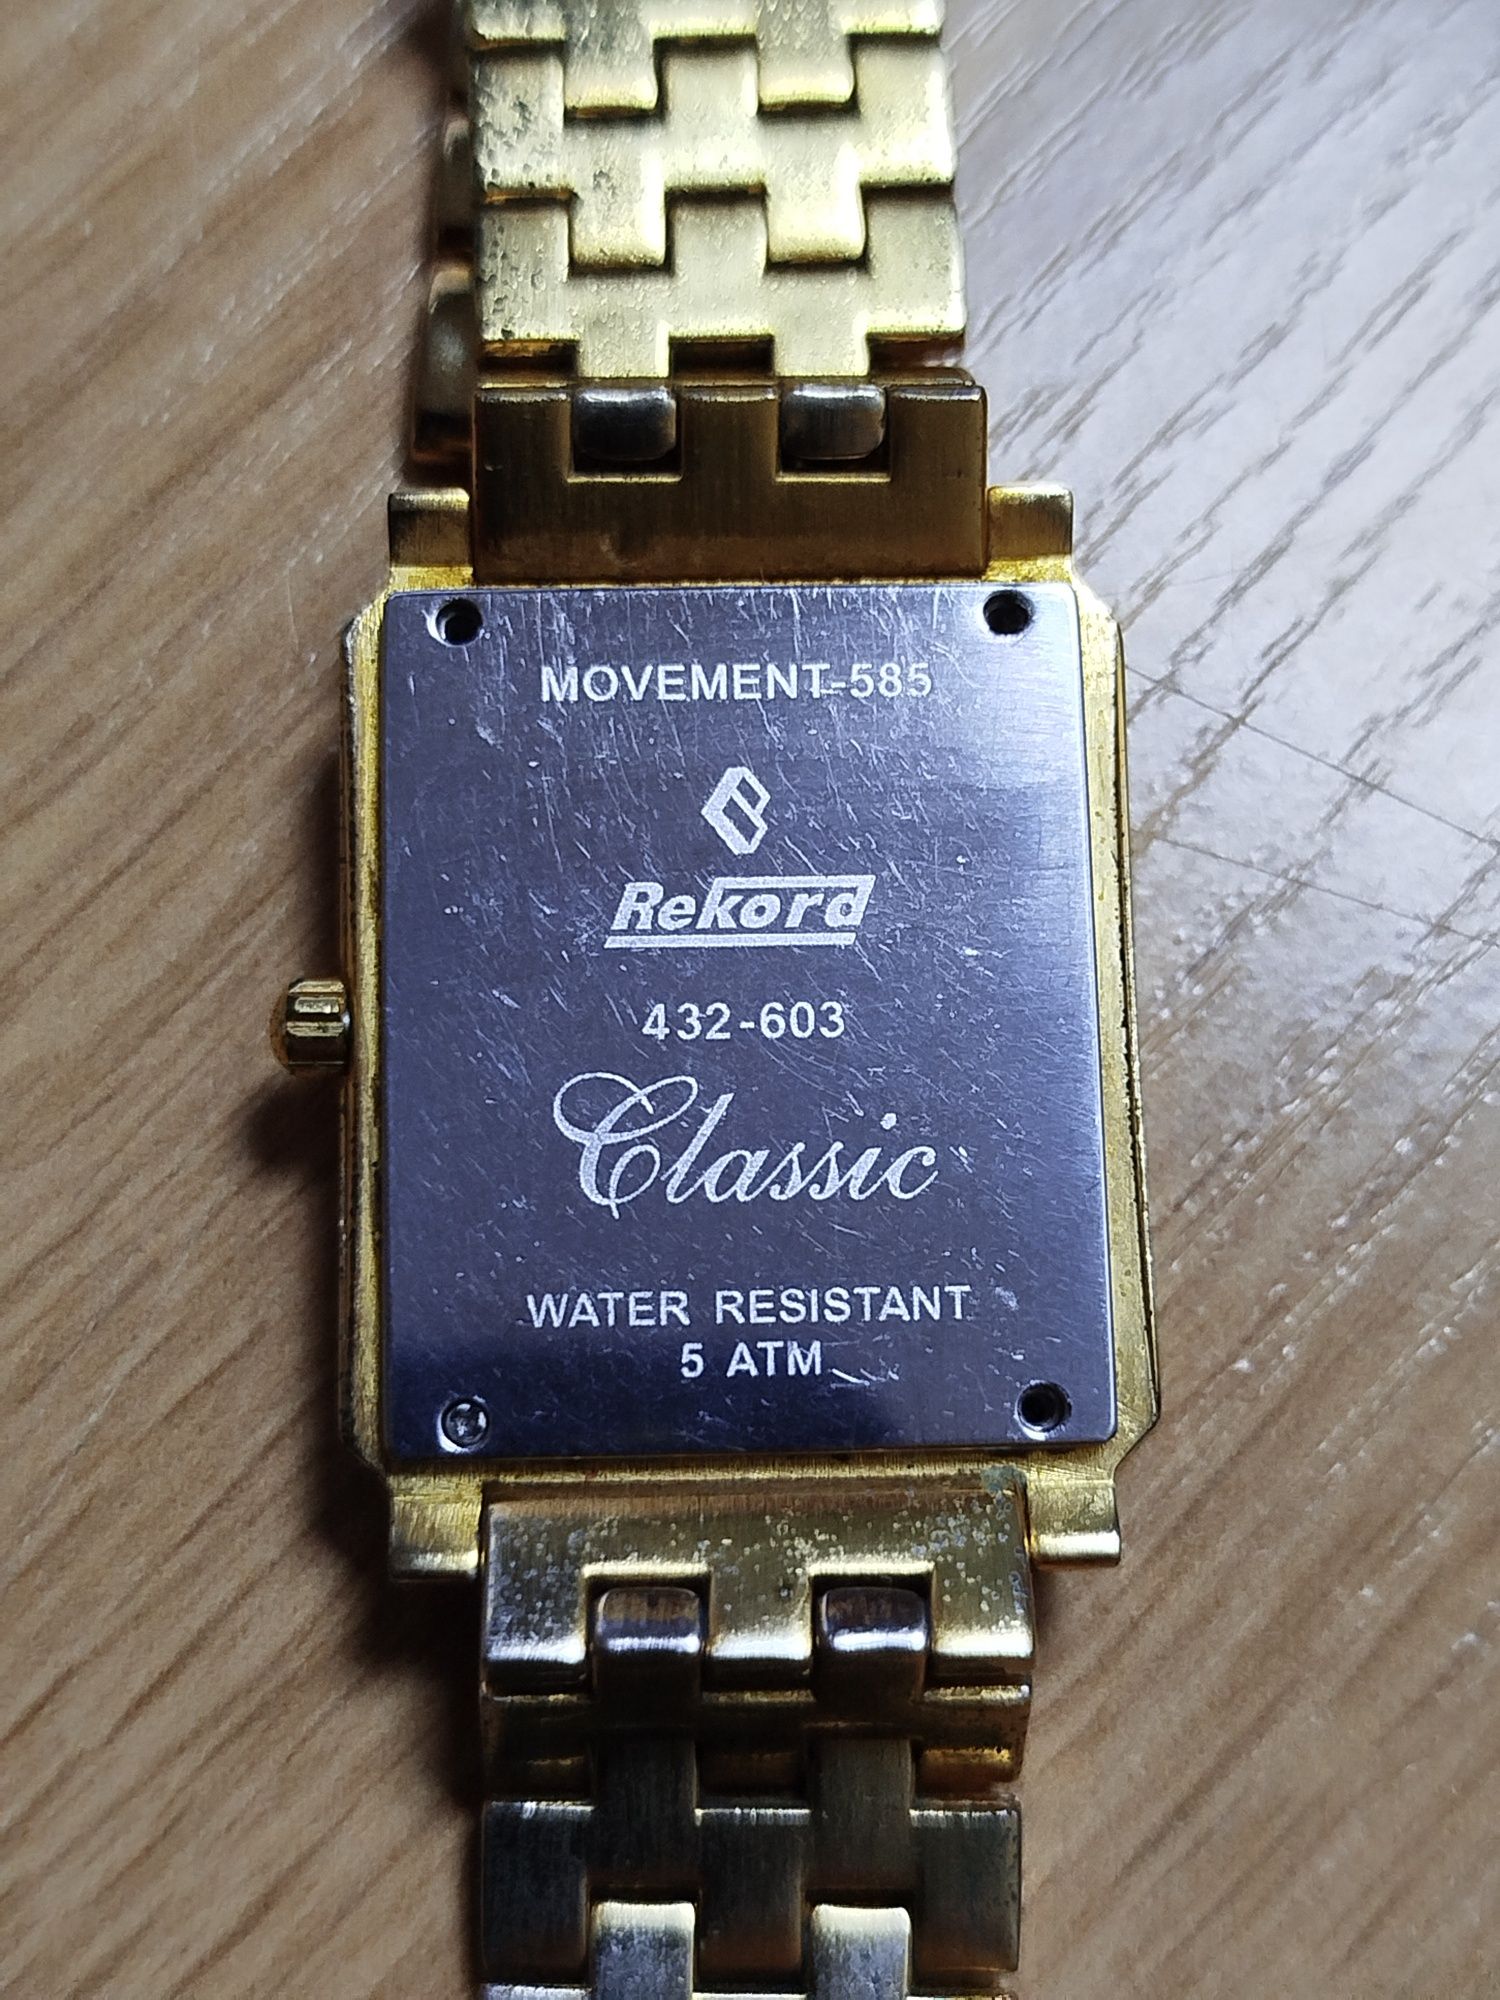 MOVEMENT-585
Rekord
432-603
Classic
WATER RESISTANT
5 ATM